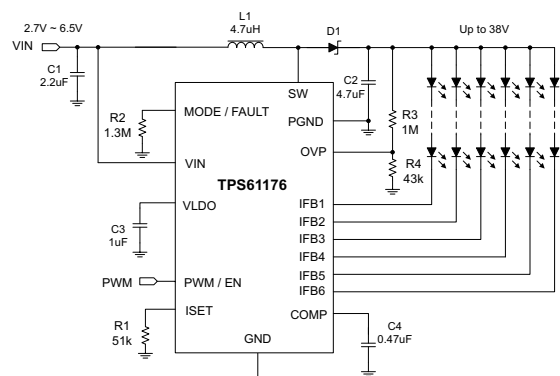 L1
4.7uH
D1
2.7V ~ 6.5V
VIN
Up to 38V
C1
2.2uF
C2
4.7uF
SW
R2
1.3M
MODE / FAULT
PGND
R3
1M
OVP
VIN
R4
43k
TPS61176
VLDO
IFB1
IFB2
C3
1uF
IFB3
IFB4
IFB5
PWM
PWM / EN
IFB6
ISET
COMP
R1
51k
C4
0.47uF
GND